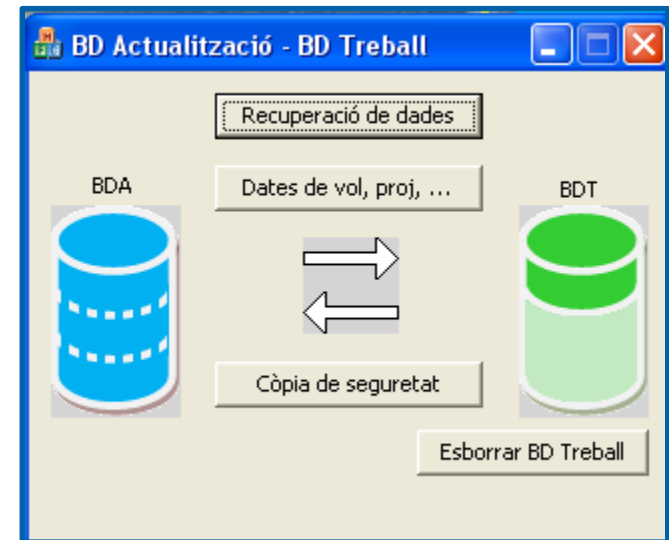 BD Actualització - BD Treball
Recuperació de dades
BDA
Dates de vol, proj, ...
BDT
Còpia de seguretat
Esborrar BD Treball